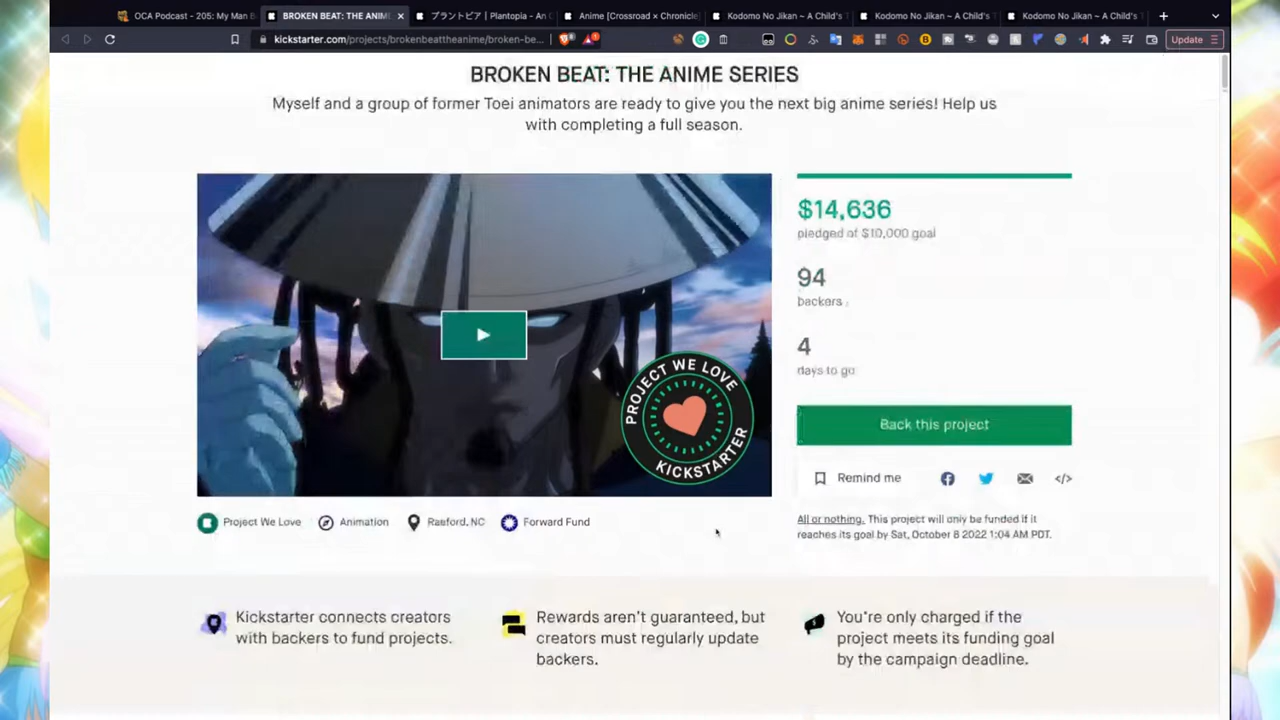 OCA Podcast - 205: My Man B
BROKEN BEAT: THE ANIM
プラントピア | Plantopia - An
Anime [Crossroad × Chronicle
Kodomo No Jikan ~ A Child's T
Kodomo No Jikan ~ A Child's T
Kodomo No Jikan ~ A Child's T
kickstarter.com/projects/brokenbeattheanime/broken-be...
Update
BROKEN BEAT: THE ANIME SERIES
Myself and a group of former Toei animators are ready to give you the next big anime series! Help us
with completing a full season.
PROJECT WE LOVE
KICKSTARTER
$14,636
pledged of $10,000 goal
94
backers
4
days to go
Back this project
Remind me
Project We Love
Animation
Raeford, NC
Forward Fund
All or nothing. This project will only be funded if it
reaches its goal by Sat, October 8 2022 1:04 AM PDT.
Kickstarter connects creators
with backers to fund projects.
Rewards aren't guaranteed, but
creators must regularly update
backers.
You're only charged if the
project meets its funding goal
by the campaign deadline.